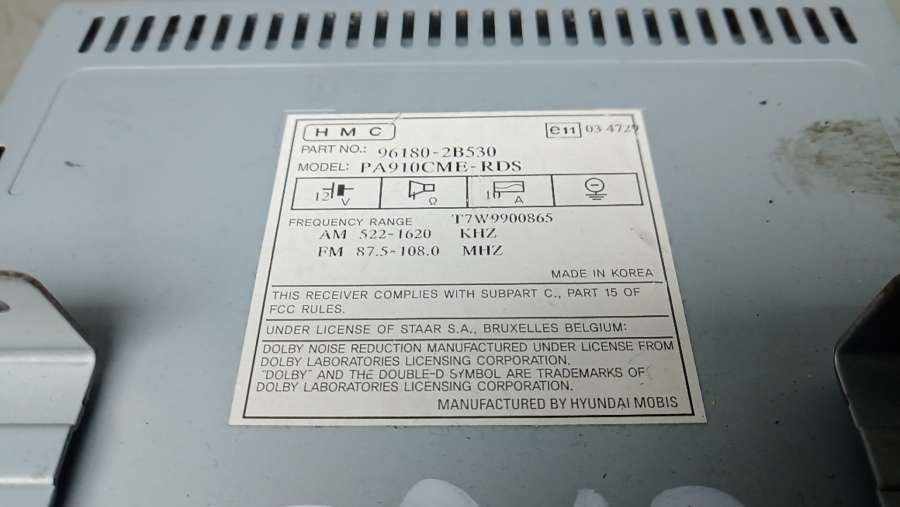 HMC
e11 03 4729
PART NO.: 96180-2B530
MODEL: PA910CME-RDS
12 V Ω 10 A
FREQUENCY RANGE T7W9900865
AM 522-1620 KHZ
FM 87.5-108.0 MHZ
MADE IN KOREA
THIS RECEIVER COMPLIES WITH SUBPART C., PART 15 OF
FCC RULES.
UNDER LICENSE OF STAAR S.A., BRUXELLES BELGIUM:
DOLBY NOISE REDUCTION MANUFACTURED UNDER LICENSE FROM
DOLBY LABORATORIES LICENSING CORPORATION.
"DOLBY" AND THE DOUBLE-D SYMBOL ARE TRADEMARKS OF
DOLBY LABORATORIES LICENSING CORPORATION.
MANUFACTURED BY HYUNDAI MOBIS